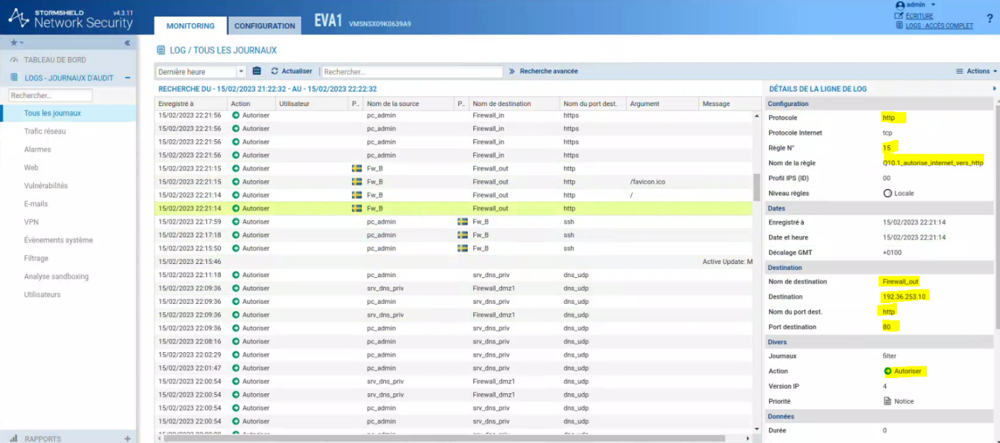 STORMSHIELD v4.3.11
Network Security
MONITORING CONFIGURATION EVA1 VMSNSX09K0639A9
admin
ÉCRITURE
LOGS : ACCÈS COMPLET
?
TABLEAU DE BORD
LOGS - JOURNAUX D'AUDIT
Rechercher...
Tous les journaux
Trafic réseau
Alarmes
Web
Vulnérabilités
E-mails
VPN
Évènements système
Filtrage
Analyse sandboxing
Utilisateurs
RAPPORTS
LOG / TOUS LES JOURNAUX
Dernière heure Actualiser Rechercher... Recherche avancée Actions
RECHERCHE DU - 15/02/2023 21:22:32 - AU - 15/02/2023 22:22:32
Enregistré à Action Utilisateur P.. Nom de la source P.. Nom de destination Nom du port dest. Argument Message
15/02/2023 22:21:56 Autoriser pc_admin Firewall_in https
15/02/2023 22:21:56 Autoriser pc_admin Firewall_in https
15/02/2023 22:21:56 Autoriser pc_admin Firewall_in https
15/02/2023 22:21:56 Autoriser pc_admin Firewall_in https
15/02/2023 22:21:15 Autoriser Fw_B Firewall_out http
15/02/2023 22:21:15 Autoriser Fw_B Firewall_out http /favicon.ico
15/02/2023 22:21:14 Autoriser Fw_B Firewall_out http /
15/02/2023 22:21:14 Autoriser Fw_B Firewall_out http
15/02/2023 22:17:59 Autoriser pc_admin Fw_B ssh
15/02/2023 22:17:18 Autoriser pc_admin Fw_B ssh
15/02/2023 22:15:50 Autoriser pc_admin Fw_B ssh
15/02/2023 22:15:46 Active Update: M
15/02/2023 22:11:18 Autoriser pc_admin srv_dns_priv dns_udp
15/02/2023 22:09:36 Autoriser srv_dns_priv Firewall_dmz1 dns_udp
15/02/2023 22:09:36 Autoriser pc_admin srv_dns_priv dns_udp
15/02/2023 22:09:36 Autoriser srv_dns_priv Firewall_dmz1 dns_udp
15/02/2023 22:09:36 Autoriser pc_admin srv_dns_priv dns_udp
15/02/2023 22:08:16 Autoriser pc_admin srv_dns_priv dns_udp
15/02/2023 22:02:29 Autoriser pc_admin srv_dns_priv dns_udp
15/02/2023 22:01:47 Autoriser pc_admin srv_dns_priv dns_udp
15/02/2023 22:00:54 Autoriser srv_dns_priv Firewall_dmz1 dns_udp
15/02/2023 22:00:54 Autoriser srv_dns_priv Firewall_dmz1 dns_udp
15/02/2023 22:00:54 Autoriser pc_admin srv_dns_priv dns_udp
15/02/2023 22:00:54 Autoriser pc_admin srv_dns_priv dns_udp
DÉTAILS DE LA LIGNE DE LOG
Configuration
Protocole http
Protocole Internet tcp
Règle N° 15
Nom de la règle Q10.1_autorise_internet_vers_http
Profil IPS (ID) 00
Niveau règles Locale
Dates
Enregistré à 15/02/2023 22:21:14
Date et heure 15/02/2023 22:21:14
Décalage GMT +0100
Destination
Nom de destination Firewall_out
Destination 192.36.253.10
Nom du port dest. http
Port destination 80
Divers
Journaux filter
Action Autoriser
Version IP 4
Priorité Notice
Données
Durée 0